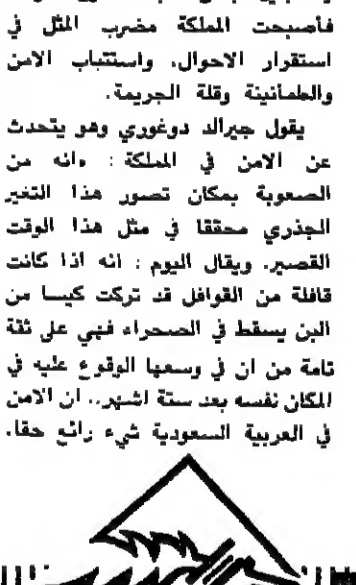 فأصبحت المملكة مضرب المثل في
استقرار الاحوال، واستتباب الامن
والطمانينة وقلة الجريمة.
يقول جيرالد دوغوري وهو يتحدث
عن الامن في المملكة : «انه من
الصعوبة بمكان تصور هذا التغير
الجذري محققا في مثل هذا الوقت
القصير. ويقال اليوم : انه اذا كانت
قافلة من القوافل قد تركت كيسا من
البن يسقط في الصحراء فهي على ثقة
تامة من ان في وسعها الوقوع عليه في
المكان نفسه بعد ستة اشهر.. ان الامن
في العربية السعودية شيء رائع حقا.